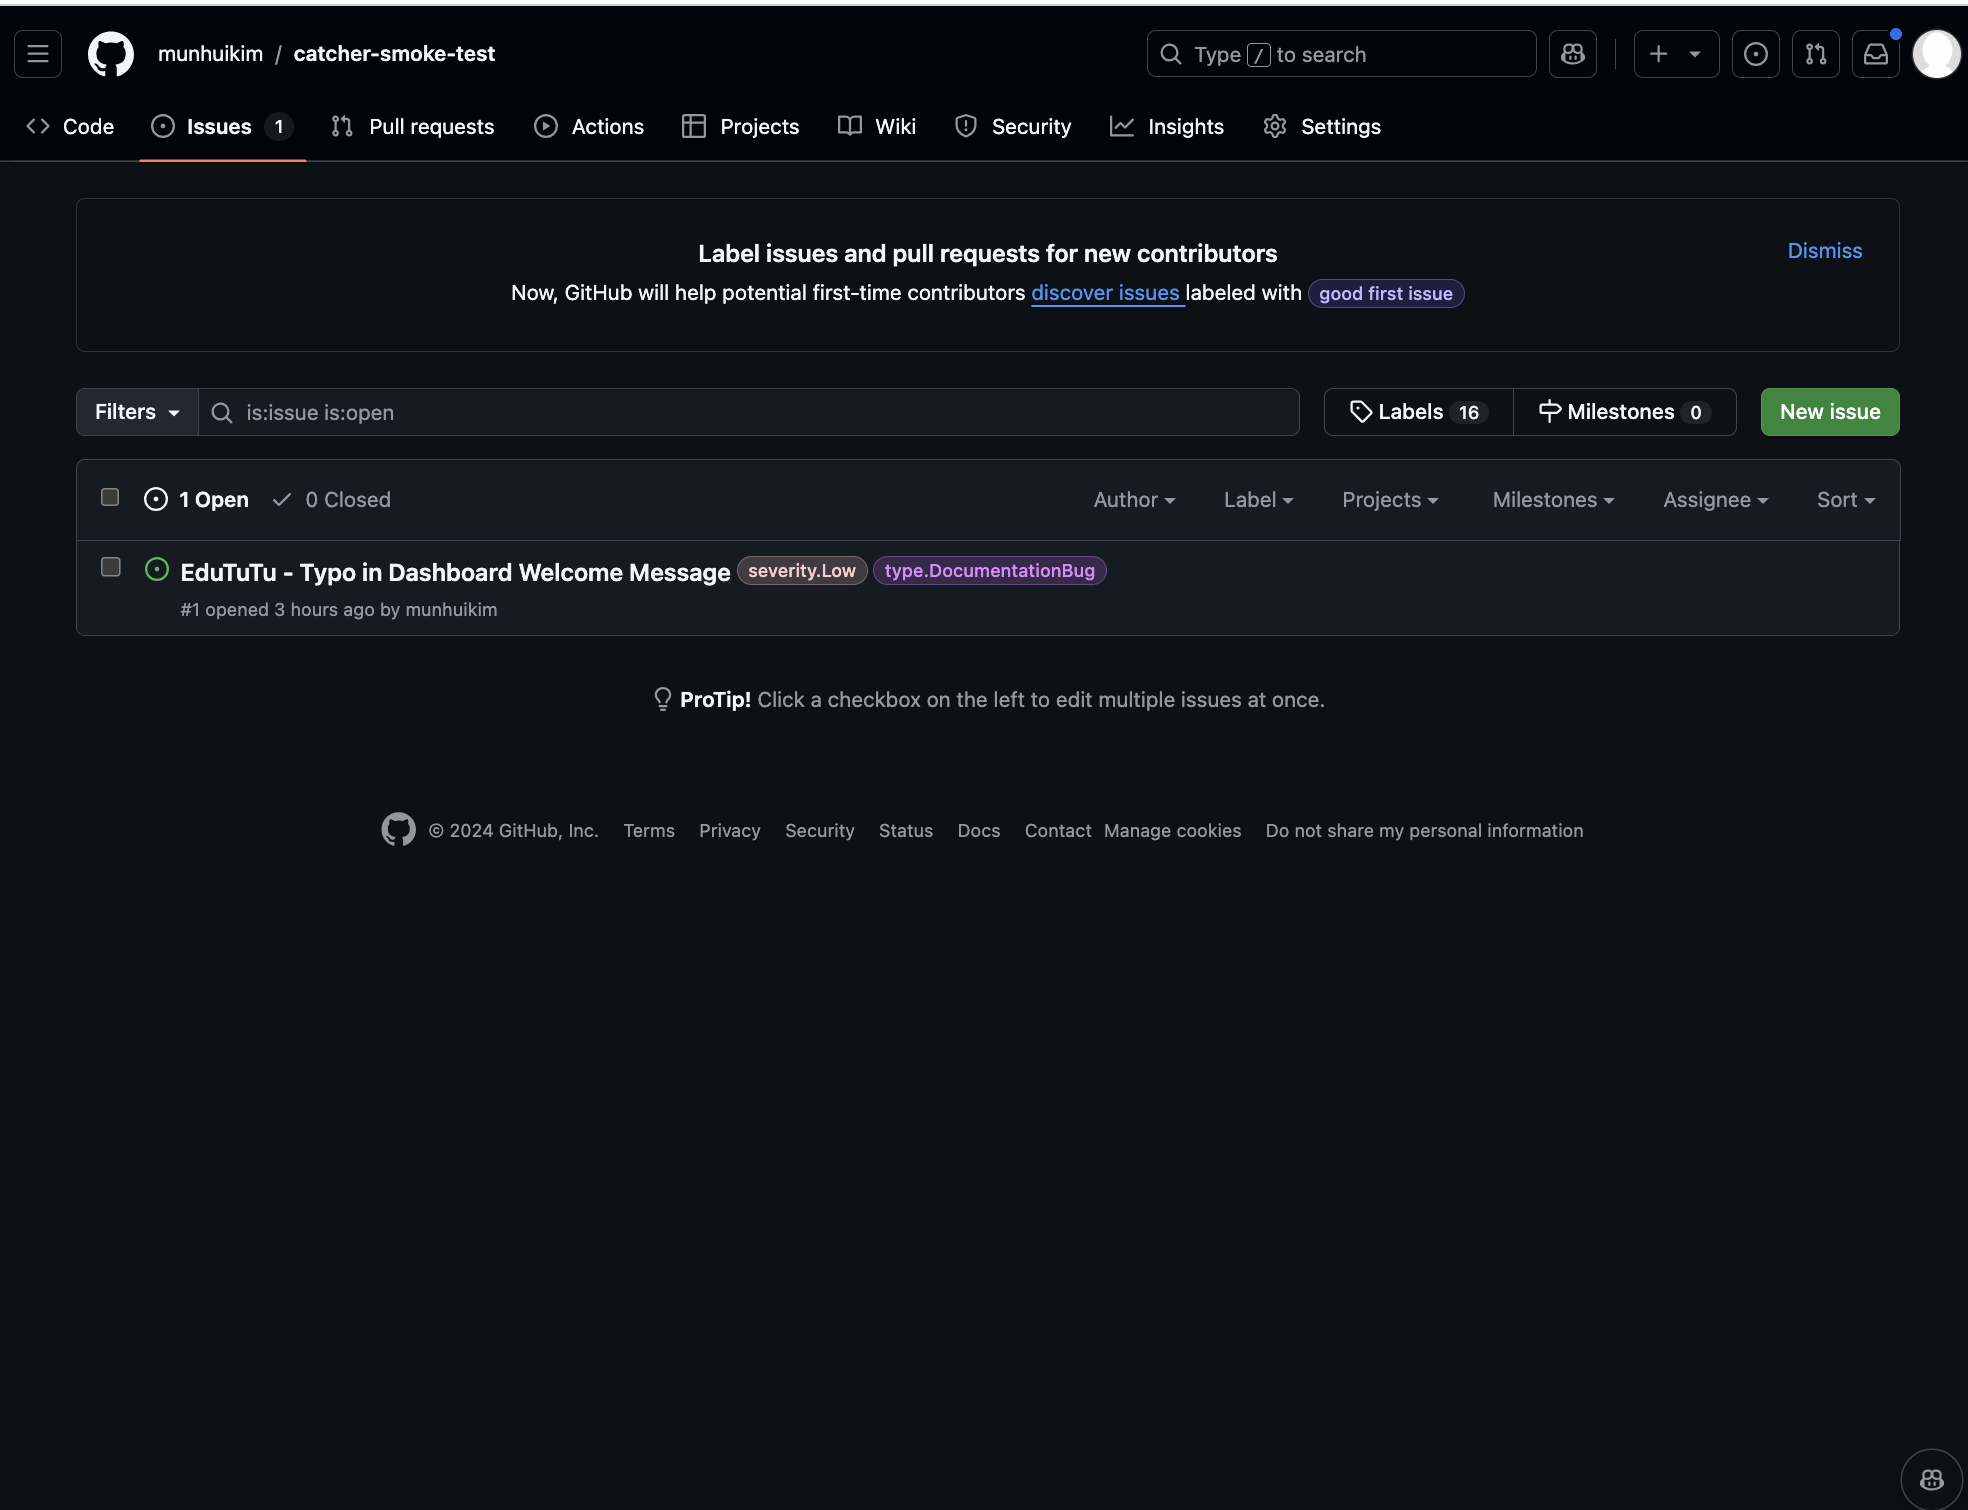 munhuikim / catcher-smoke-test
Type / to search
Code
Issues 1
Pull requests
Actions
Projects
Wiki
Security
Insights
Settings
Label issues and pull requests for new contributors
Dismiss
Now, GitHub will help potential first-time contributors discover issues labeled with good first issue
Filters
is:issue is:open
Labels 16
Milestones 0
New issue
1 Open
0 Closed
Author
Label
Projects
Milestones
Assignee
Sort
EduTuTu - Typo in Dashboard Welcome Message severity.Low type.DocumentationBug
#1 opened 3 hours ago by munhuikim
ProTip! Click a checkbox on the left to edit multiple issues at once.
© 2024 GitHub, Inc. Terms Privacy Security Status Docs Contact Manage cookies Do not share my personal information